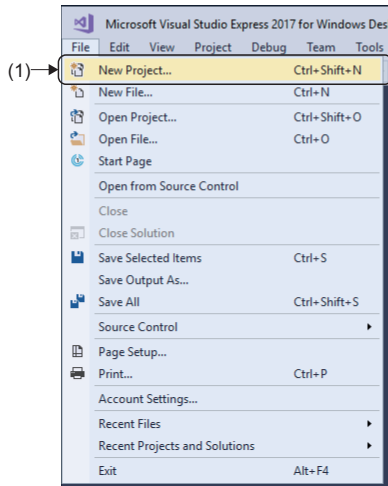 Microsoft Visual Studio Express 2017 for Windows Des
File Edit View Project Debug Team Tools
(1)
New Project... Ctrl+Shift+N
New File... Ctrl+N
Open Project... Ctrl+Shift+O
Open File... Ctrl+O
Start Page
Open from Source Control
Close
Close Solution
Save Selected Items Ctrl+S
Save Output As...
Save All Ctrl+Shift+S
Source Control
Page Setup...
Print... Ctrl+P
Account Settings...
Recent Files
Recent Projects and Solutions
Exit Alt+F4